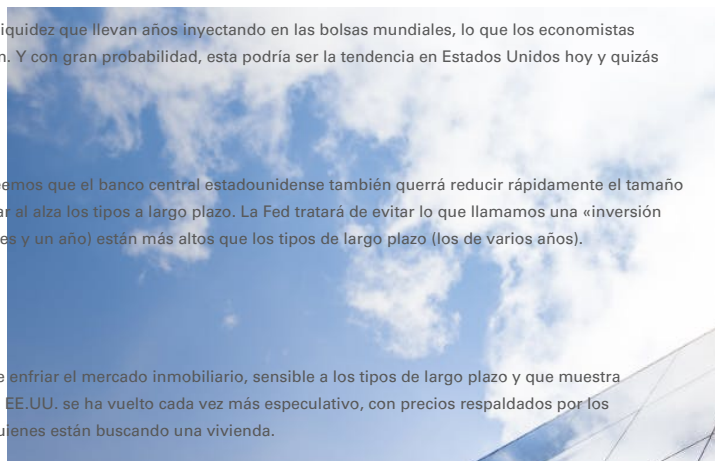 liquidez que llevan años inyectando en las bolsas mundiales, lo que los economistas
n. Y con gran probabilidad, esta podría ser la tendencia en Estados Unidos hoy y quizás
eemos que el banco central estadounidense también querrá reducir rápidamente el tamaño
ar al alza los tipos a largo plazo. La Fed tratará de evitar lo que llamamos una «inversión
es y un año) están más altos que los tipos de largo plazo (los de varios años).
e enfriar el mercado inmobiliario, sensible a los tipos de largo plazo y que muestra
EE.UU. se ha vuelto cada vez más especulativo, con precios respaldados por los
uienes están buscando una vivienda.